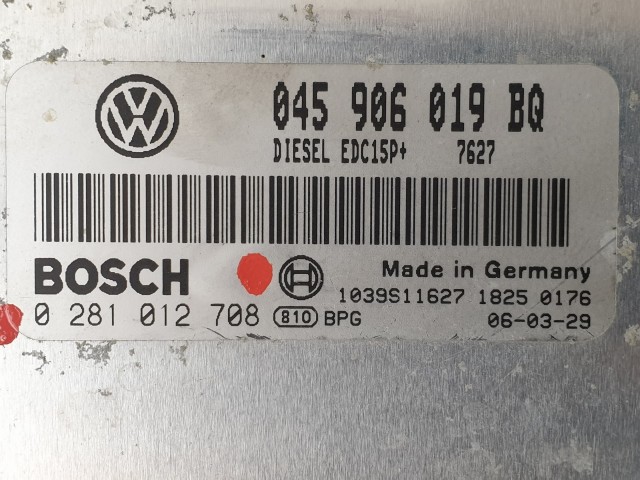 045 906 019 BQ
DIESEL EDC15P+ 7627
BOSCH Made in Germany
1039S11627 1825 0176
0 281 012 708 810 BPG 06-03-29